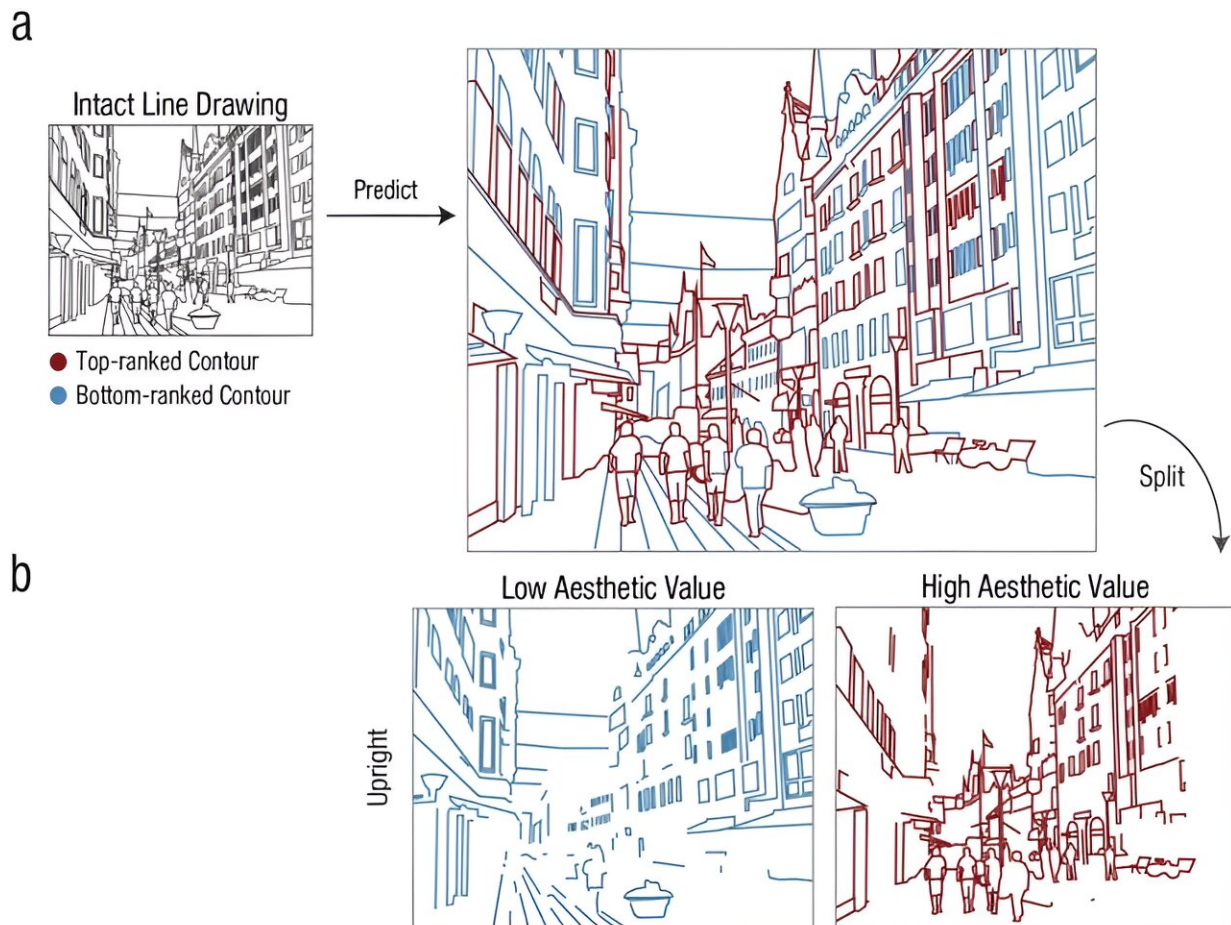 a
Intact Line Drawing
Predict
Top-ranked Contour
Bottom-ranked Contour
Split
b
Low Aesthetic Value
High Aesthetic Value
Upright